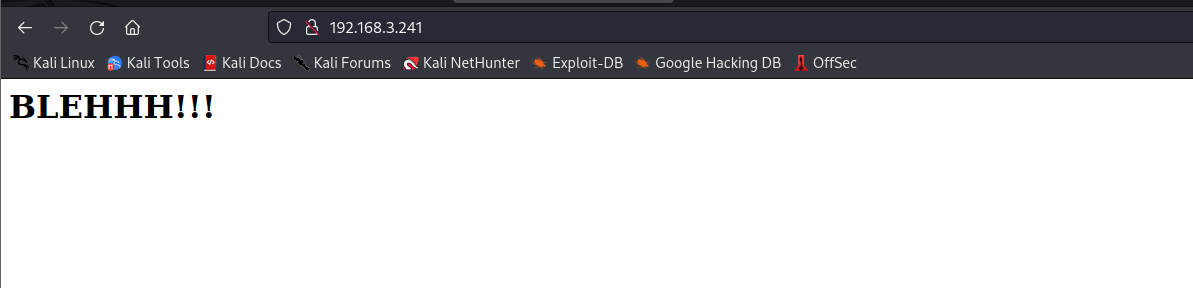 192.168.3.241
Kali Linux Kali Tools Kali Docs Kali Forums Kali NetHunter Exploit-DB Google Hacking DB OffSec
BLEHHH!!!